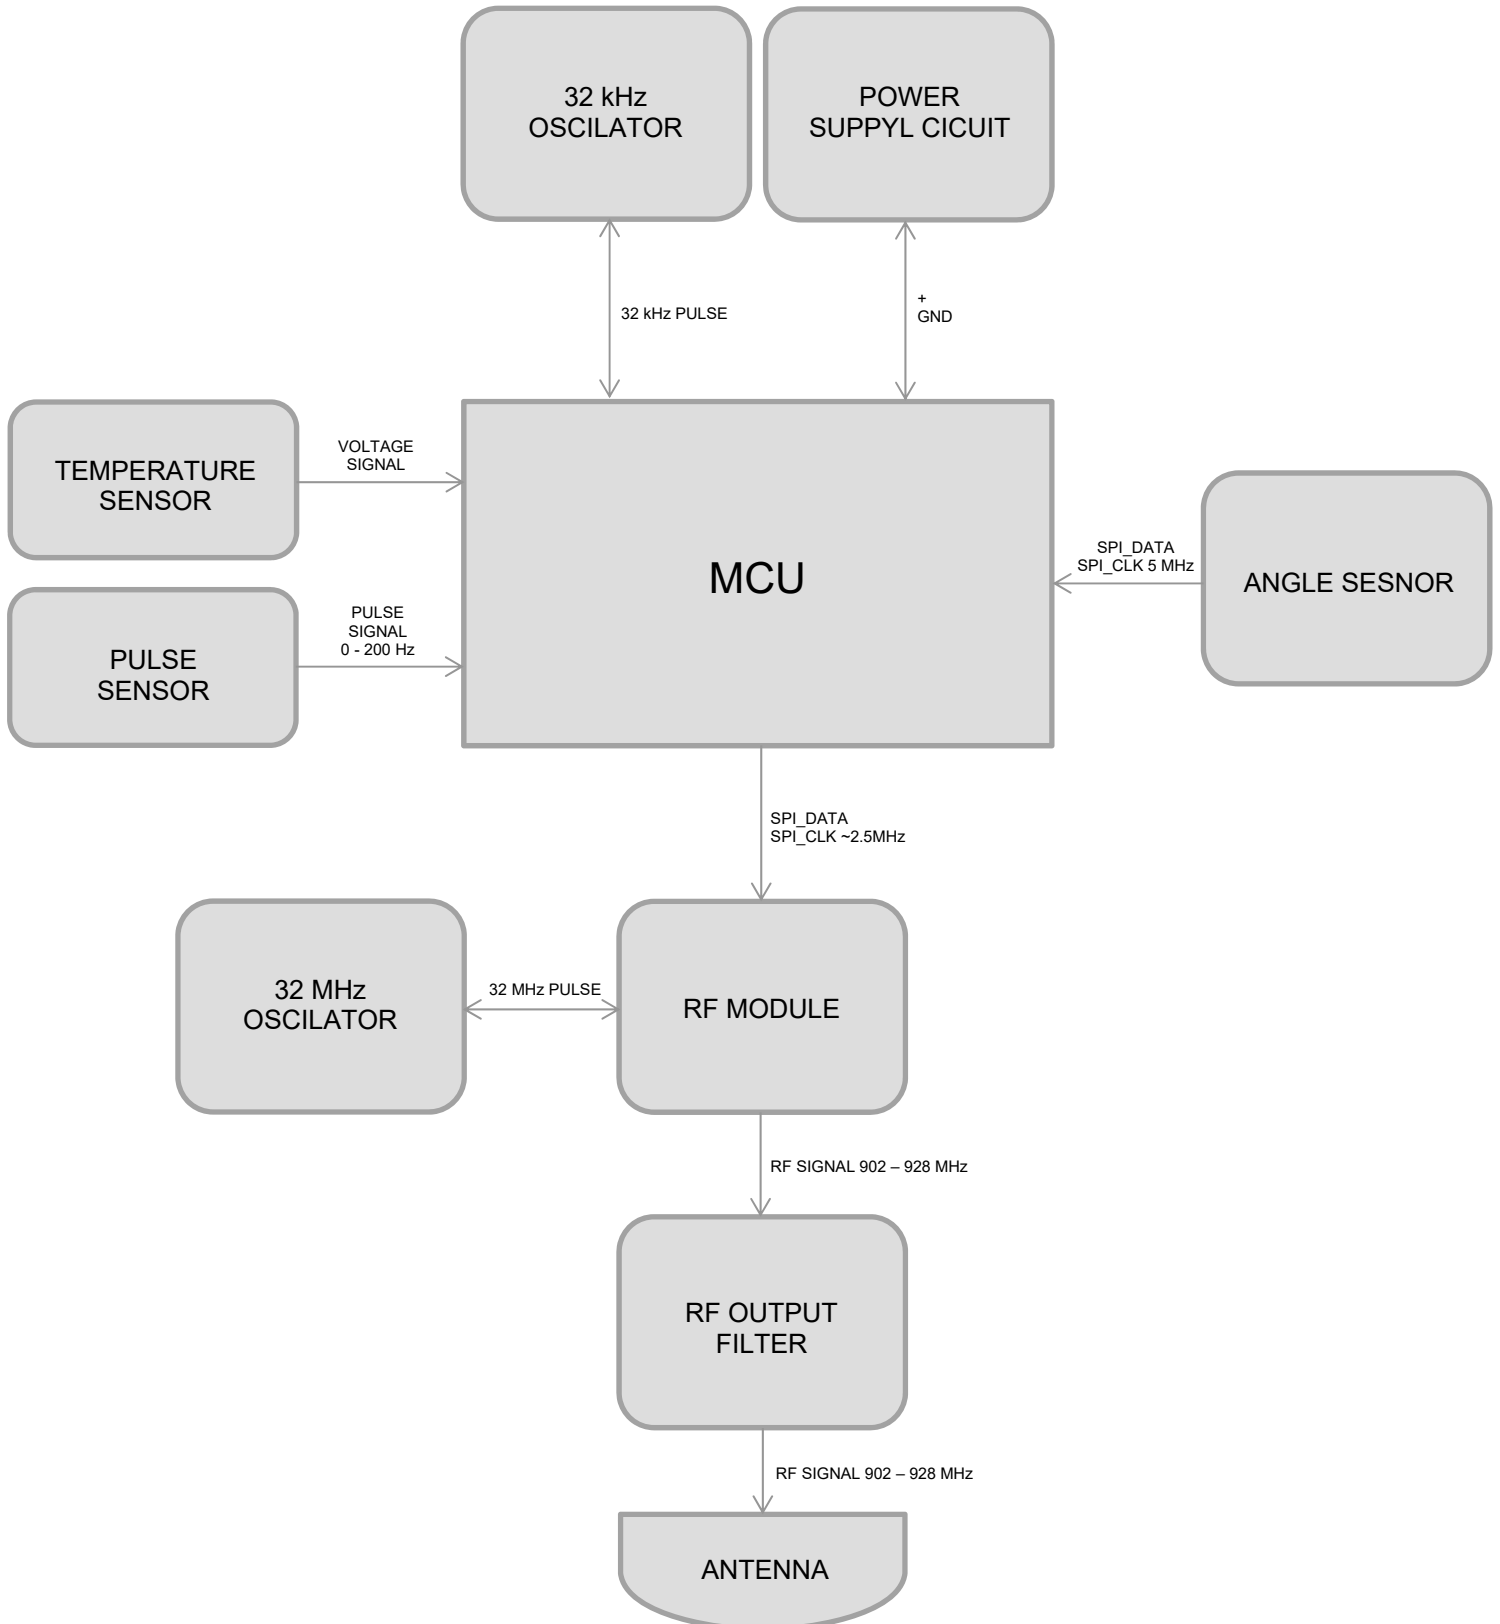 32 kHz
OSCILATOR
POWER
SUPPYL CICUIT
32 kHz PULSE
+
GND
TEMPERATURE
SENSOR
VOLTAGE
SIGNAL
MCU
SPI_DATA
SPI_CLK 5 MHz
ANGLE SESNOR
PULSE
SENSOR
PULSE
SIGNAL
0 - 200 Hz
SPI_DATA
SPI_CLK ~2.5MHz
32 MHz
OSCILATOR
32 MHz PULSE
RF MODULE
RF SIGNAL 902 – 928 MHz
RF OUTPUT
FILTER
RF SIGNAL 902 – 928 MHz
ANTENNA